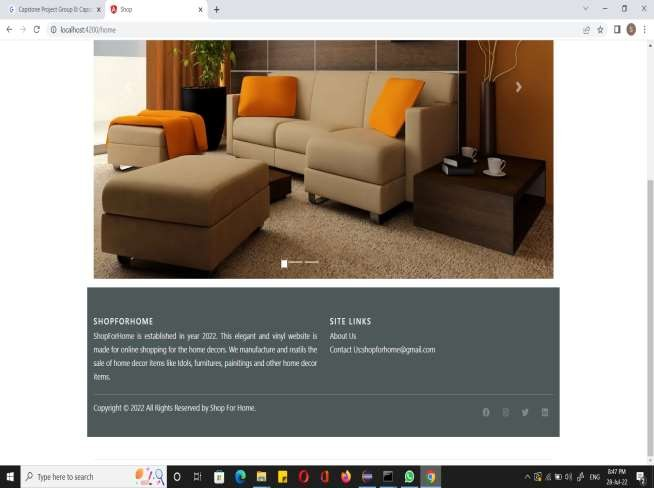 Capstone Project Group 8: Capst
Shop
localhost:4200/home
SHOPFORHOME
ShopForHome is established in year 2022. This elegant and vinyl website is
made for online shopping for the home decors. We manufacture and reatils the
sale of home decor items like Idols, furnitures, painitings and other home decor
items.
SITE LINKS
About Us
Contact Us:shopforhome@gmail.com
Copyright © 2022 All Rights Reserved by Shop For Home.
Type here to search
ENG
8:47 PM
28-Jul-22